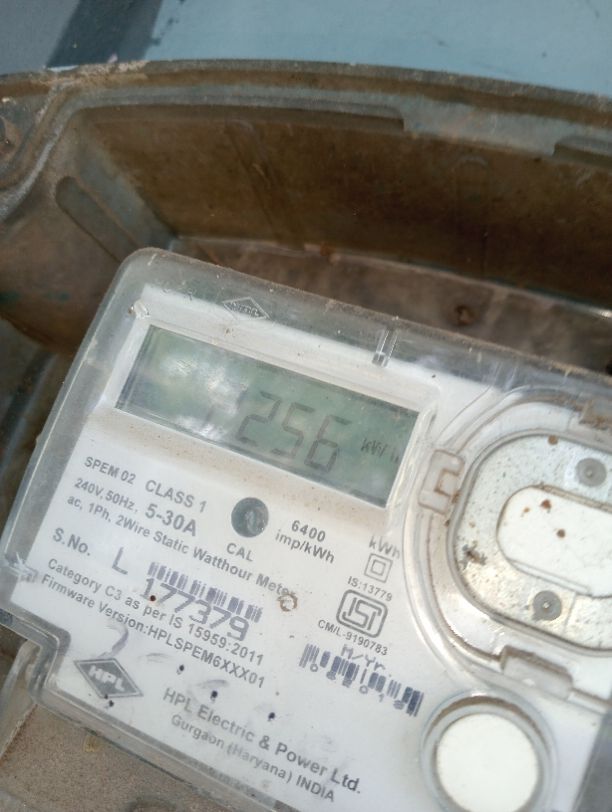 256 kWh
SPEM 02 CLASS 1
240V, 50Hz, 5-30A
ac, 1Ph, 2Wire Static Watthour Meter
CAL
6400
imp/kWh
kWh
IS:13779
CM/L-9190783
S.No. L
177379
Category C3 as per IS 15959:2011
Firmware Version:HPLSPEM6XXX01
M/Yr
HPL
HPL Electric & Power Ltd.
Gurgaon (Haryana) INDIA